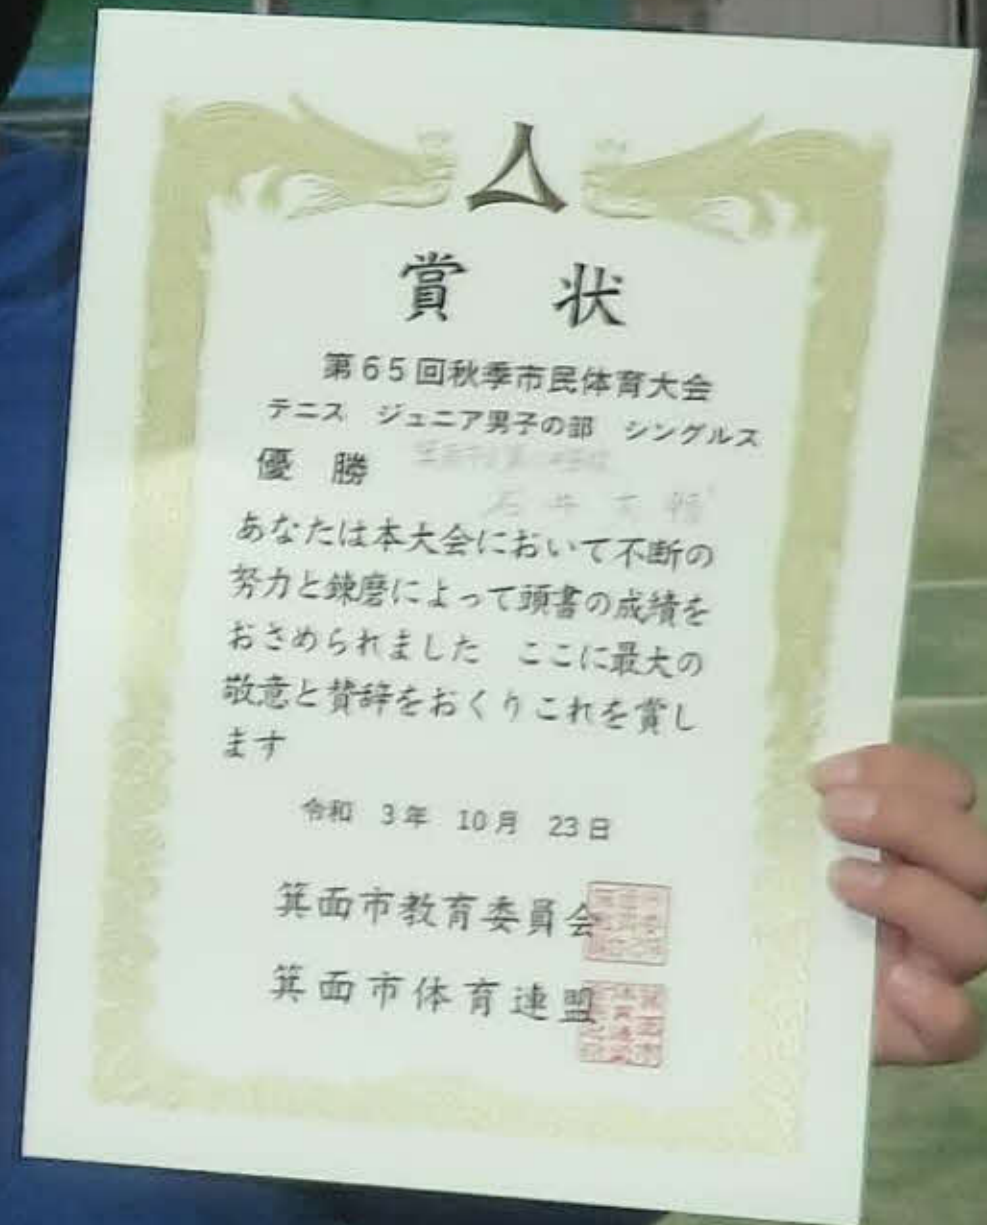 賞 状
第65回秋季市民体育大会
テニス ジュニア男子の部 シングルス
優 勝
石 井
あなたは本大会において不断の
努力と錬磨によって頭書の成績を
おさめられました ここに最大の
敬意と賛辞をおくりこれを賞し
ます
令和 3年 10月 23日
箕面市教育委員会
箕面市体育連盟